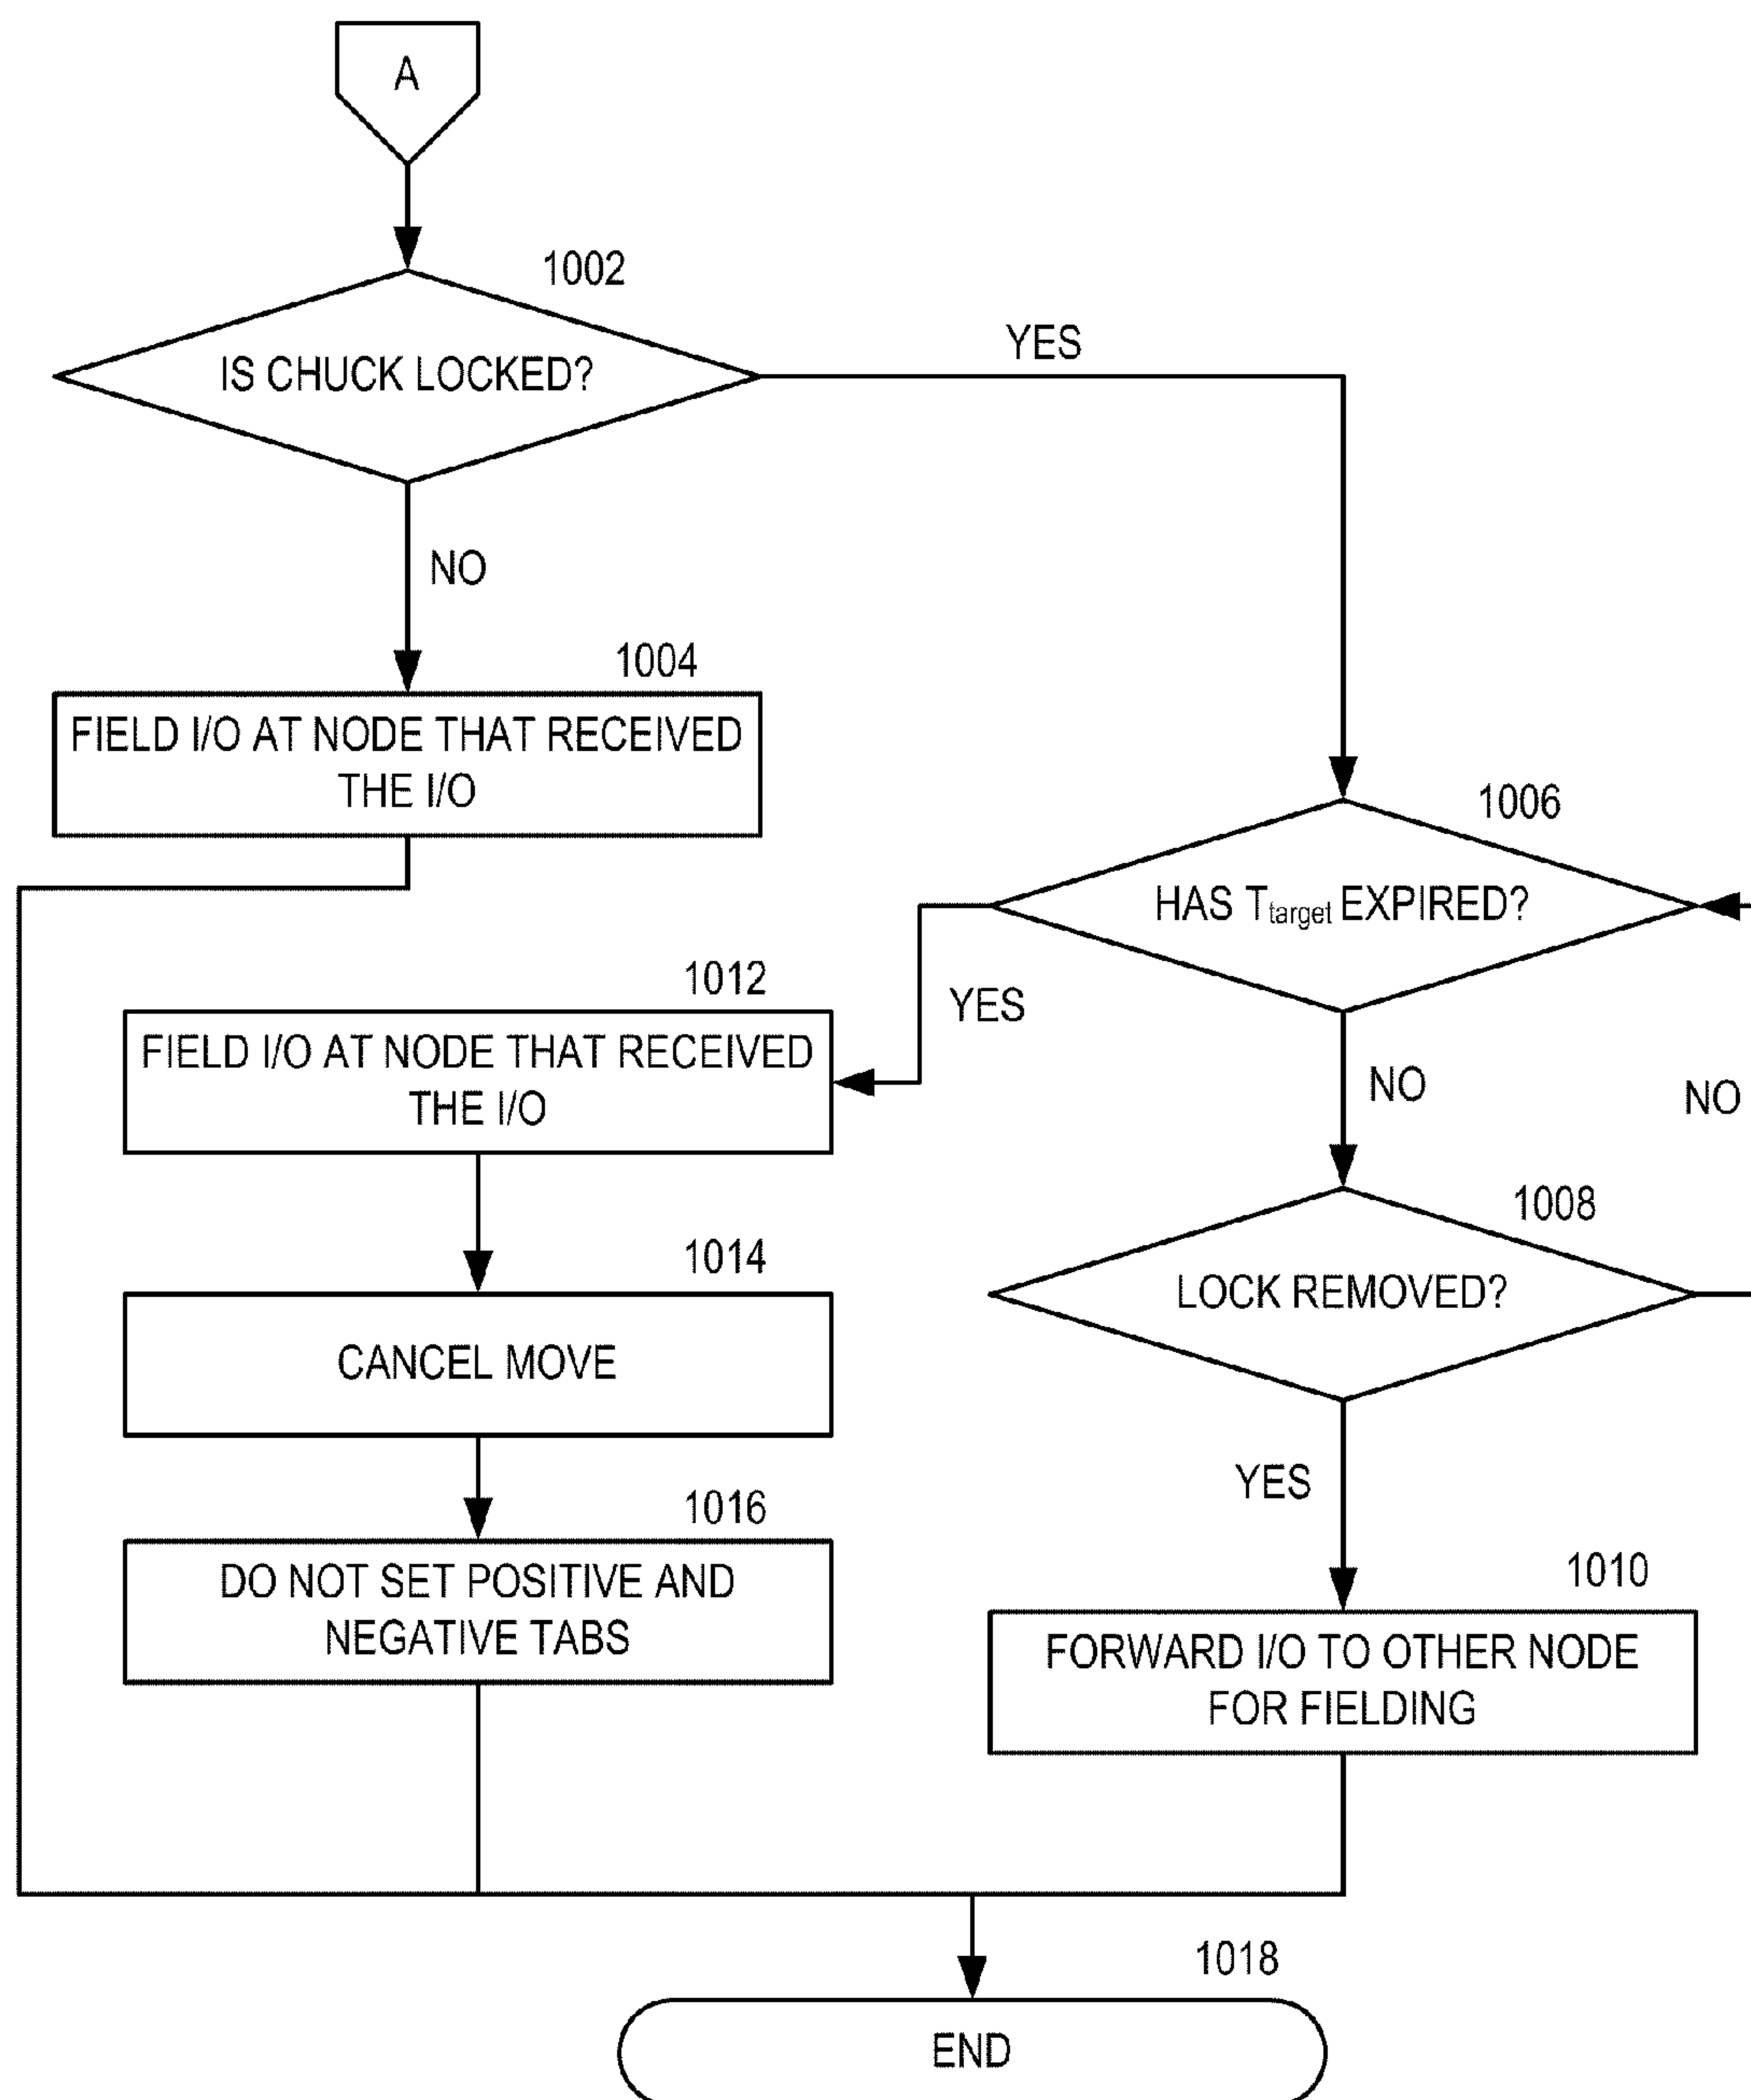 A
1002
IS CHUCK LOCKED?
YES
NO
1004
FIELD I/O AT NODE THAT RECEIVED
THE I/O
1006
HAS Ttarget EXPIRED?
YES
NO
NO
1012
FIELD I/O AT NODE THAT RECEIVED
THE I/O
1008
LOCK REMOVED?
1014
CANCEL MOVE
YES
1016
DO NOT SET POSITIVE AND
NEGATIVE TABS
1010
FORWARD I/O TO OTHER NODE
FOR FIELDING
1018
END